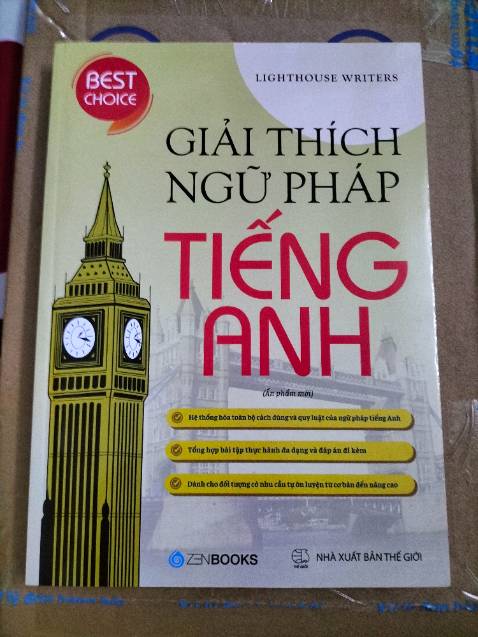 BEST
CHOICE
LIGHTHOUSE WRITERS
GIẢI THÍCH
NGỮ PHÁP
TIẾNG
ANH
(Ấn phẩm mới)
Hệ thống hóa toàn bộ cách dùng và quy luật của ngữ pháp tiếng Anh
Tổng hợp bài tập thực hành đa dạng và đáp án đi kèm
Dành cho đối tượng có nhu cầu tự ôn luyện từ cơ bản đến nâng cao
ZENBOOKS
THẾ GIỚI
NHÀ XUẤT BẢN THẾ GIỚI